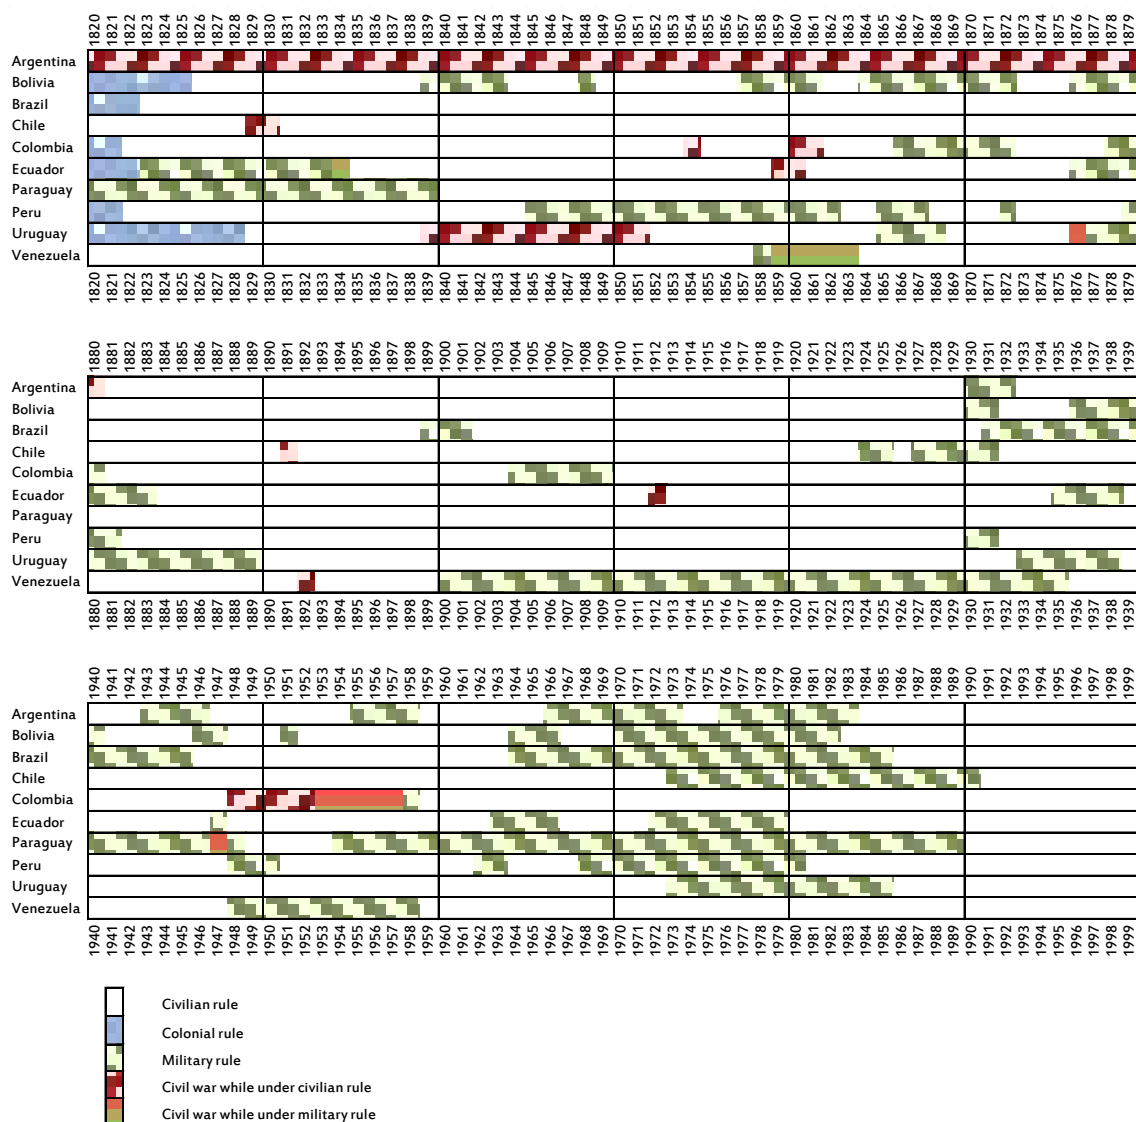 1820 1821 1822 1823 1824 1825 1826 1827 1828 1829 1830 1831 1832 1833 1834 1835 1836 1837 1838 1839 1840 1841 1842 1843 1844 1845 1846 1847 1848 1849 1850 1851 1852 1853 1854 1855 1856 1857 1858 1859 1860 1861 1862 1863 1864 1865 1866 1867 1868 1869 1870 1871 1872 1873 1874 1875 1876 1877 1878 1879
Argentina
Bolivia
Brazil
Chile
Colombia
Ecuador
Paraguay
Peru
Uruguay
Venezuela
1820 1821 1822 1823 1824 1825 1826 1827 1828 1829 1830 1831 1832 1833 1834 1835 1836 1837 1838 1839 1840 1841 1842 1843 1844 1845 1846 1847 1848 1849 1850 1851 1852 1853 1854 1855 1856 1857 1858 1859 1860 1861 1862 1863 1864 1865 1866 1867 1868 1869 1870 1871 1872 1873 1874 1875 1876 1877 1878 1879
1880 1881 1882 1883 1884 1885 1886 1887 1888 1889 1890 1891 1892 1893 1894 1895 1896 1897 1898 1899 1900 1901 1902 1903 1904 1905 1906 1907 1908 1909 1910 1911 1912 1913 1914 1915 1916 1917 1918 1919 1920 1921 1922 1923 1924 1925 1926 1927 1928 1929 1930 1931 1932 1933 1934 1935 1936 1937 1938 1939
Argentina
Bolivia
Brazil
Chile
Colombia
Ecuador
Paraguay
Peru
Uruguay
Venezuela
1880 1881 1882 1883 1884 1885 1886 1887 1888 1889 1890 1891 1892 1893 1894 1895 1896 1897 1898 1899 1900 1901 1902 1903 1904 1905 1906 1907 1908 1909 1910 1911 1912 1913 1914 1915 1916 1917 1918 1919 1920 1921 1922 1923 1924 1925 1926 1927 1928 1929 1930 1931 1932 1933 1934 1935 1936 1937 1938 1939
1940 1941 1942 1943 1944 1945 1946 1947 1948 1949 1950 1951 1952 1953 1954 1955 1956 1957 1958 1959 1960 1961 1962 1963 1964 1965 1966 1967 1968 1969 1970 1971 1972 1973 1974 1975 1976 1977 1978 1979 1980 1981 1982 1983 1984 1985 1986 1987 1988 1989 1990 1991 1992 1993 1994 1995 1996 1997 1998 1999
Argentina
Bolivia
Brazil
Chile
Colombia
Ecuador
Paraguay
Peru
Uruguay
Venezuela
1940 1941 1942 1943 1944 1945 1946 1947 1948 1949 1950 1951 1952 1953 1954 1955 1956 1957 1958 1959 1960 1961 1962 1963 1964 1965 1966 1967 1968 1969 1970 1971 1972 1973 1974 1975 1976 1977 1978 1979 1980 1981 1982 1983 1984 1985 1986 1987 1988 1989 1990 1991 1992 1993 1994 1995 1996 1997 1998 1999
Civilian rule
Colonial rule
Military rule
Civil war while under civilian rule
Civil war while under military rule